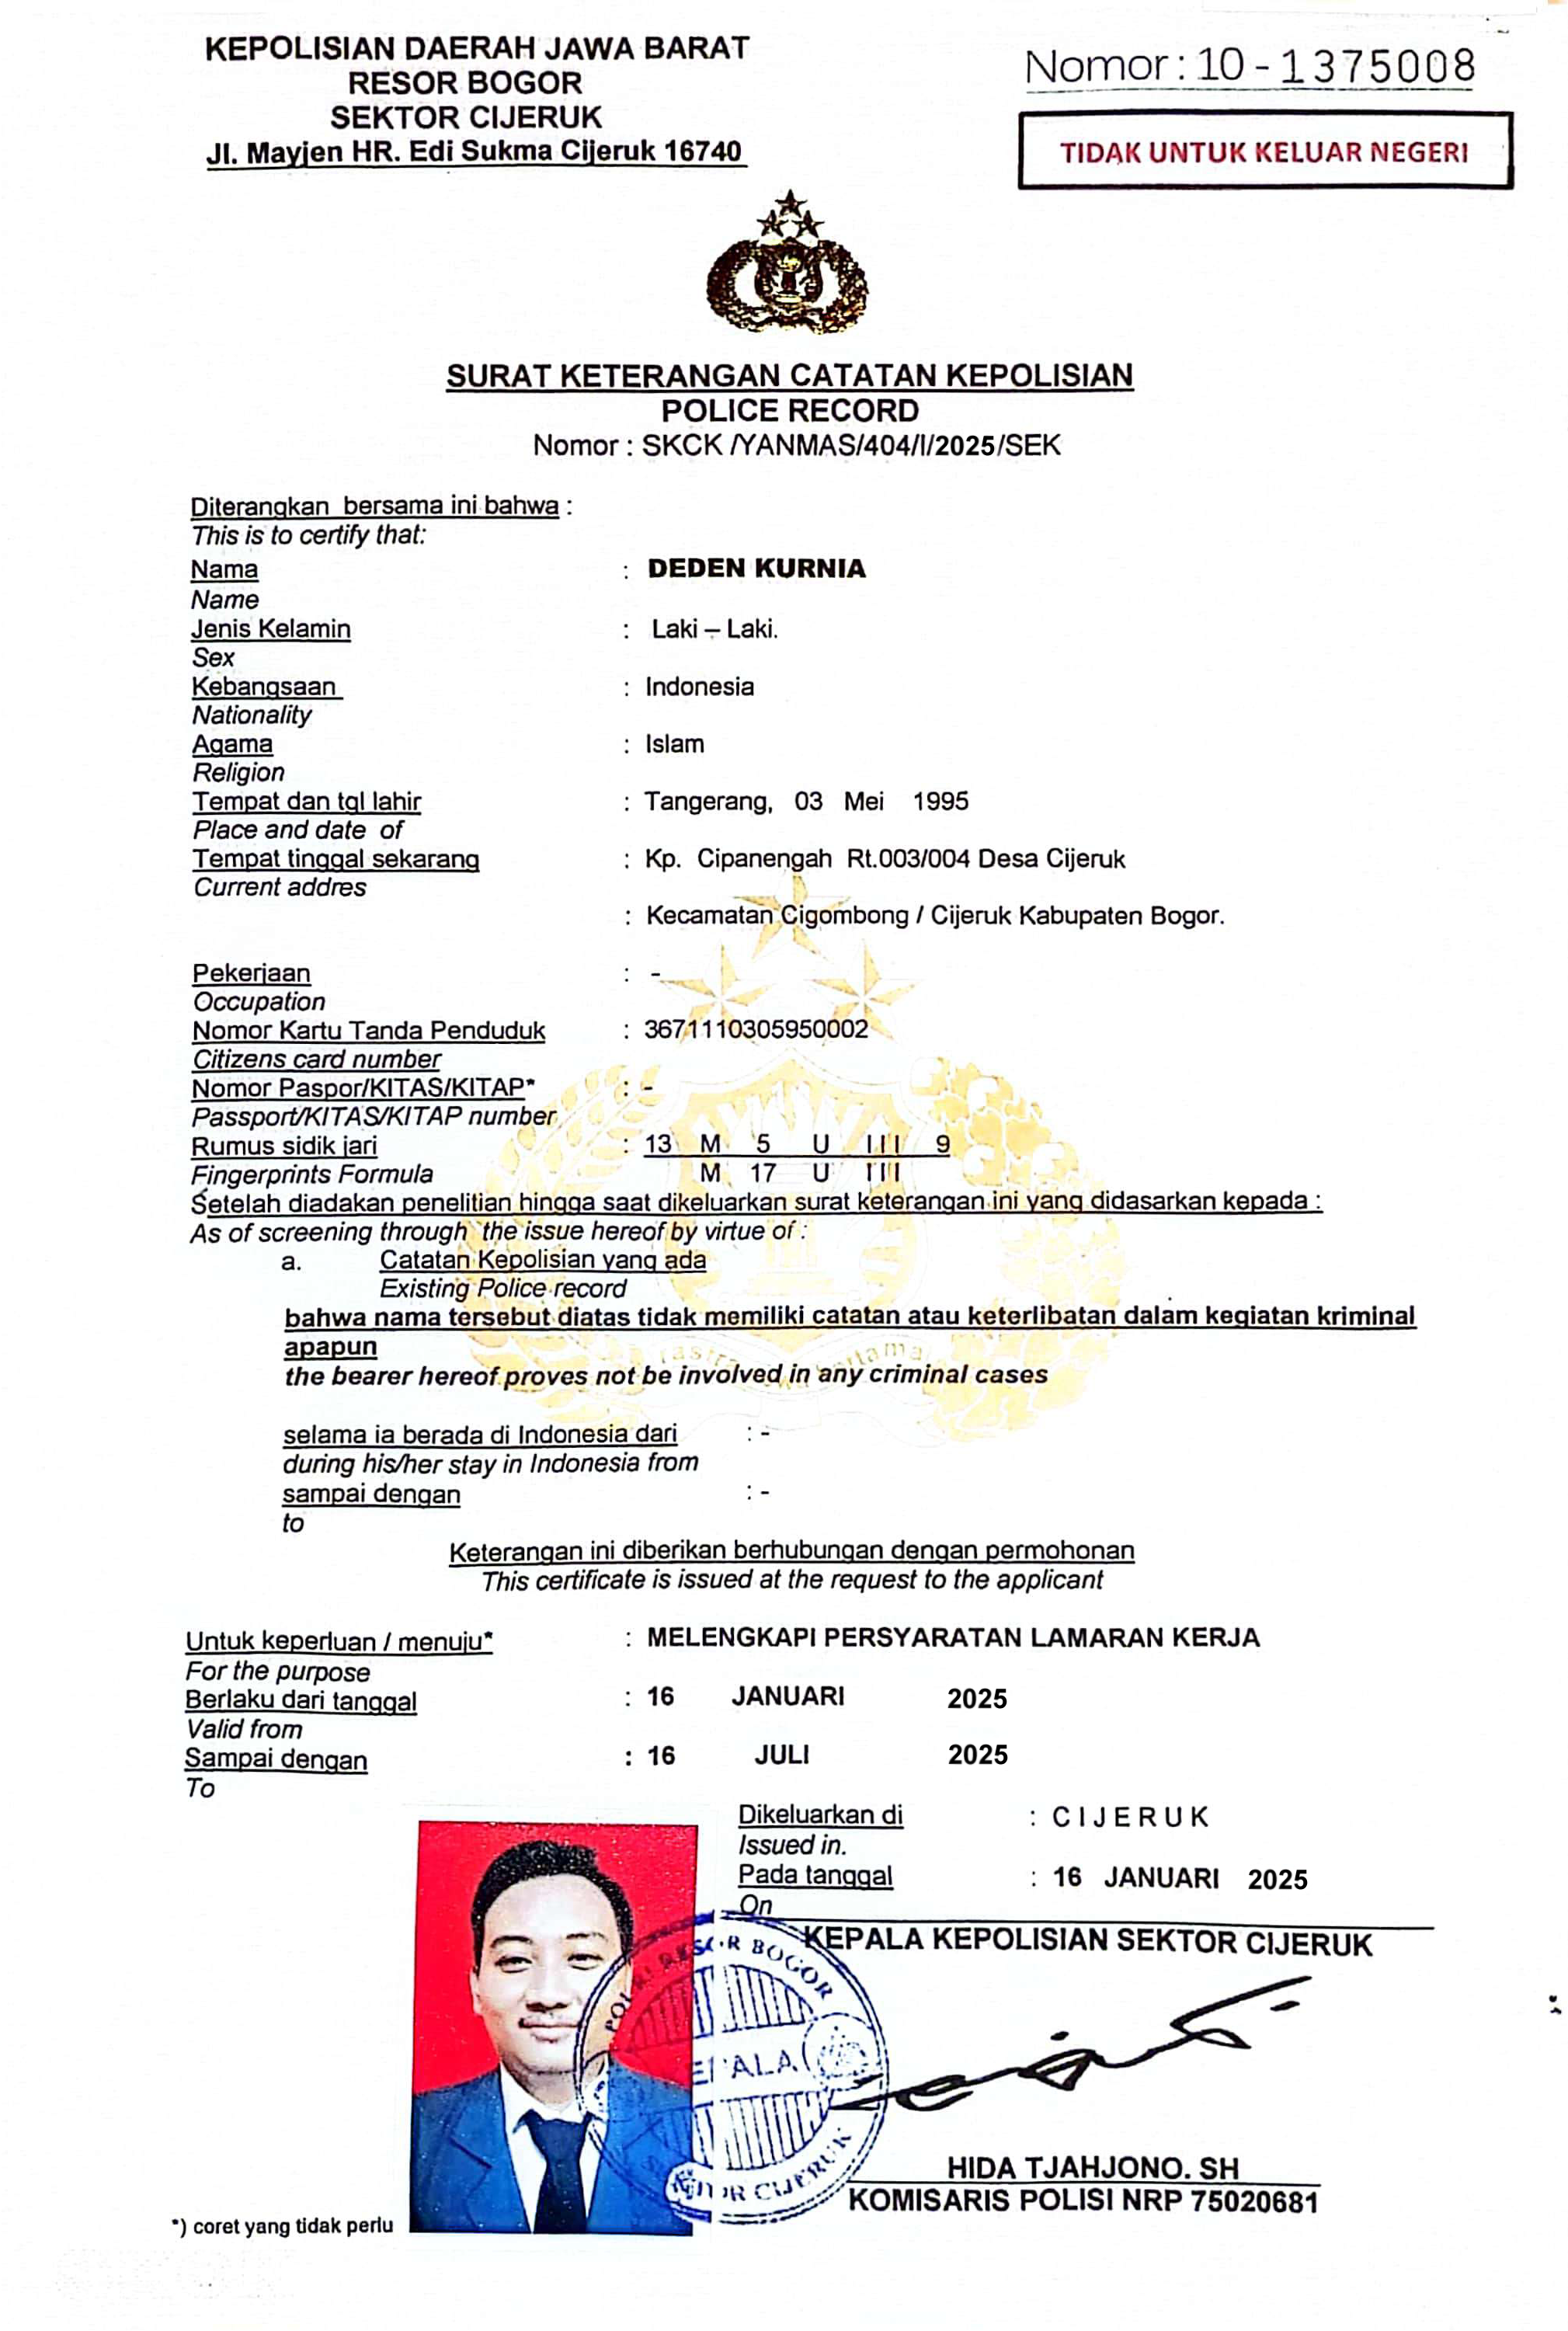 KEPOLISIAN DAERAH JAWA BARAT
RESOR BOGOR
SEKTOR CIJERUK
Jl. Mayjen HR. Edi Sukma Cijeruk 16740
Nomor : 10 - 1375008
TIDAK UNTUK KELUAR NEGERI
SURAT KETERANGAN CATATAN KEPOLISIAN
POLICE RECORD
Nomor : SKCK /YANMAS/404/I/2025/SEK
Diterangkan bersama ini bahwa :
This is to certify that:
Nama : DEDEN KURNIA
Name
Jenis Kelamin : Laki – Laki.
Sex
Kebangsaan : Indonesia
Nationality
Agama : Islam
Religion
Tempat dan tgl lahir : Tangerang, 03 Mei 1995
Place and date of
Tempat tinggal sekarang : Kp. Cipanengah Rt.003/004 Desa Cijeruk
Current addres
: Kecamatan Cigombong / Cijeruk Kabupaten Bogor.
Pekerjaan : -
Occupation
Nomor Kartu Tanda Penduduk : 3671110305950002
Citizens card number
Nomor Paspor/KITAS/KITAP* : -
Passport/KITAS/KITAP number
Rumus sidik jari : 13 M 5 U III 9
Fingerprints Formula M 17 U III
Setelah diadakan penelitian hingga saat dikeluarkan surat keterangan ini yang didasarkan kepada :
As of screening through the issue hereof by virtue of :
a. Catatan Kepolisian yang ada
Existing Police record
bahwa nama tersebut diatas tidak memiliki catatan atau keterlibatan dalam kegiatan kriminal
apapun
the bearer hereof proves not be involved in any criminal cases
selama ia berada di Indonesia dari : -
during his/her stay in Indonesia from
sampai dengan : -
to
Keterangan ini diberikan berhubungan dengan permohonan
This certificate is issued at the request to the applicant
Untuk keperluan / menuju* : MELENGKAPI PERSYARATAN LAMARAN KERJA
For the purpose
Berlaku dari tanggal : 16 JANUARI 2025
Valid from
Sampai dengan : 16 JULI 2025
To
Dikeluarkan di : C I J E R U K
Issued in.
Pada tanggal : 16 JANUARI 2025
On
KEPALA KEPOLISIAN SEKTOR CIJERUK
RESOR BOGOR
HIDA TJAHJONO. SH
KOMISARIS POLISI NRP 75020681
*) coret yang tidak perlu